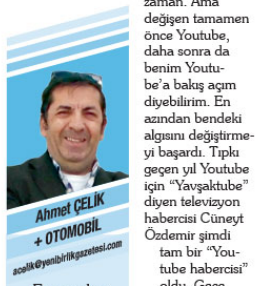 zaman. Ama
değişen tamamen
önce Youtube,
daha sonra da
benim Youtu-
be'a bakış açım
diyebilirim. En
azından bendeki
algısını değiştirme-
yi başardı. Tıpkı
geçen yıl Youtube
için “Yavşaktube”
diyen televizyon
habercisi Cüneyt
Özdemir şimdi
tam bir “You-
tube habercisi”
oldu. Gece
Ahmet ÇELİK
+ OTOMOBİL
acelik@yenibirlikgazetesi.com